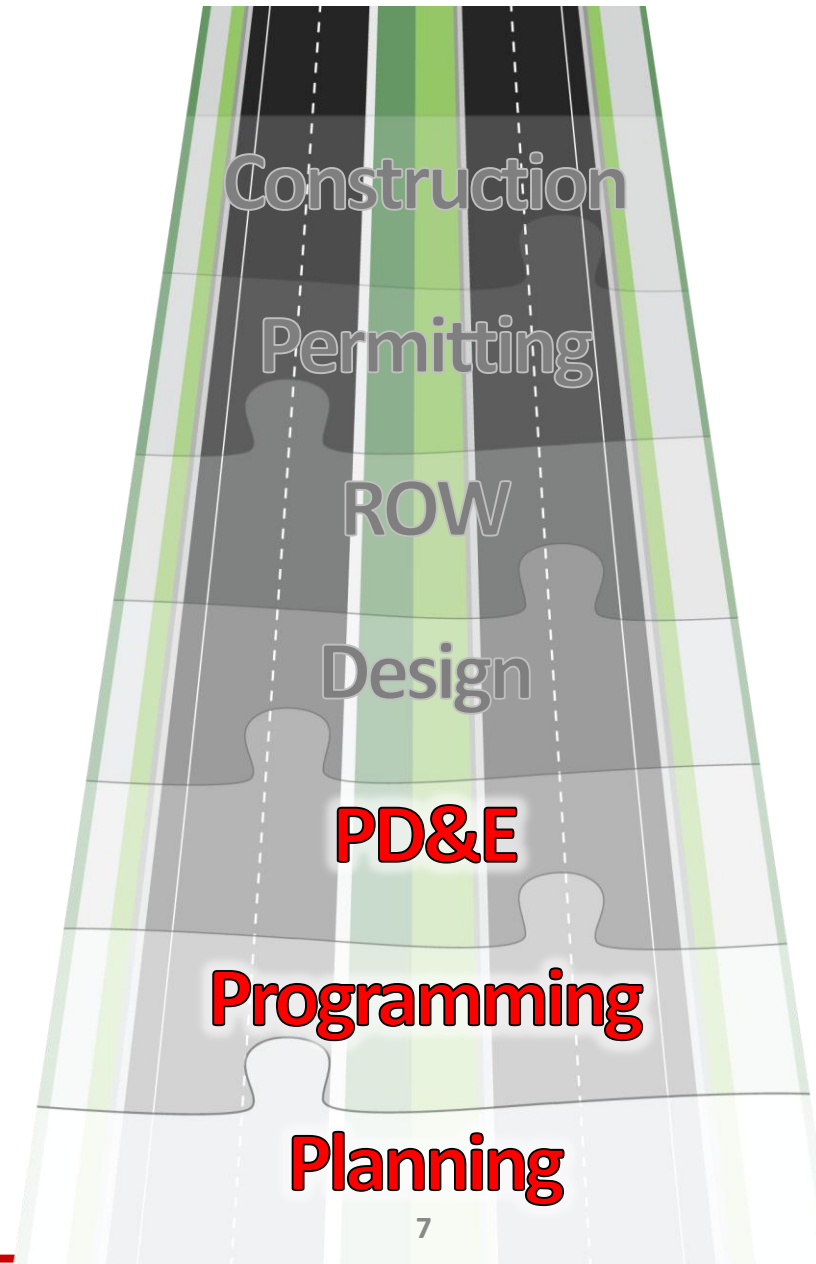 Construction
Permitting
ROW
Design
PD&E
Programming
Planning
7